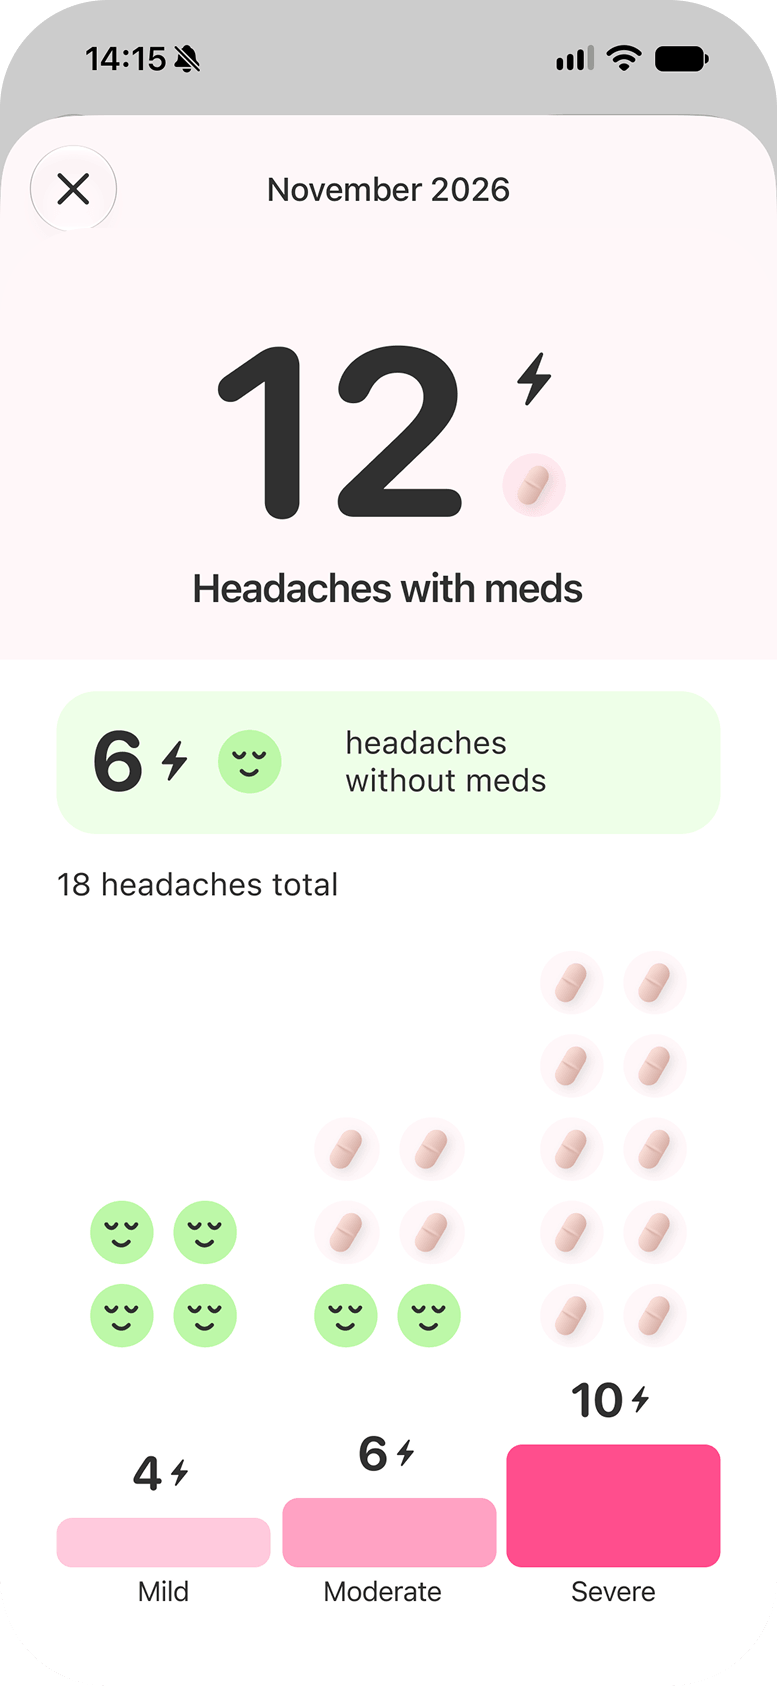 14:15
November 2026
12
Headaches with meds
6
headaches
without meds
18 headaches total
10
6
4
Mild
Moderate
Severe